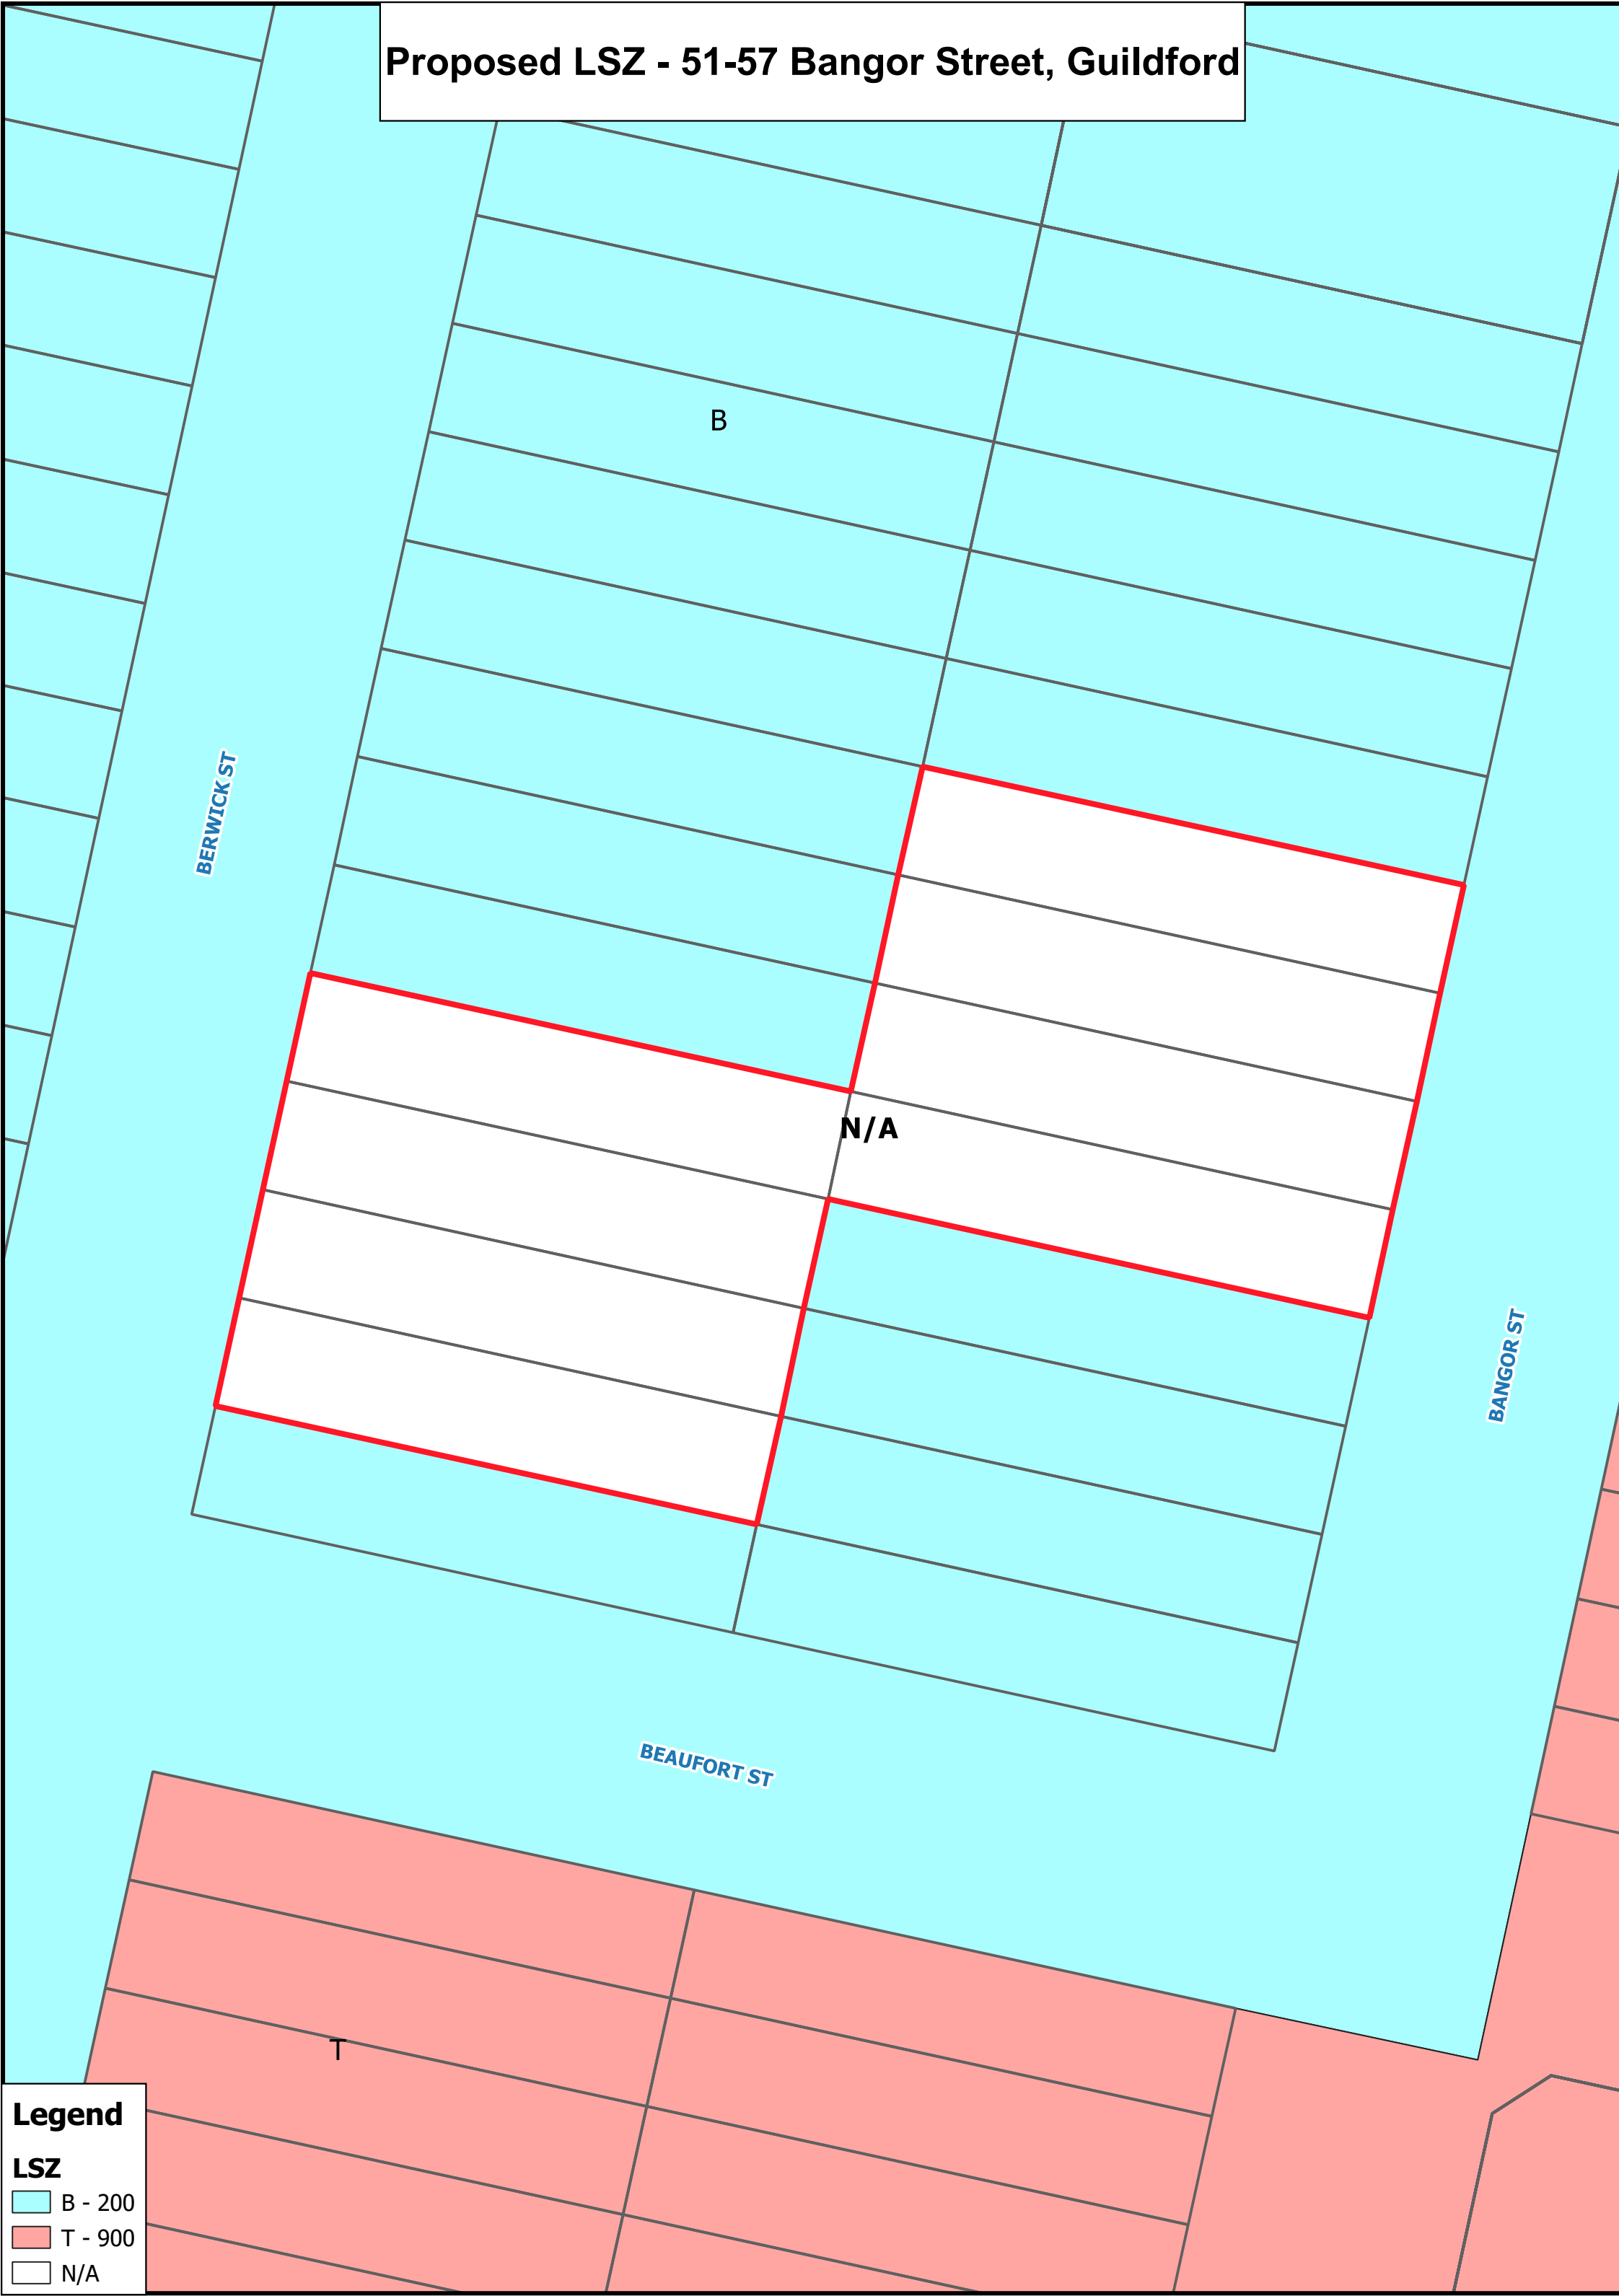 Proposed LSZ - 51-57 Bangor Street, Guildford
B
BERWICK ST
N/A
BANGOR ST
BEAUFORT ST
T
Legend
LSZ
B - 200
T - 900
N/A